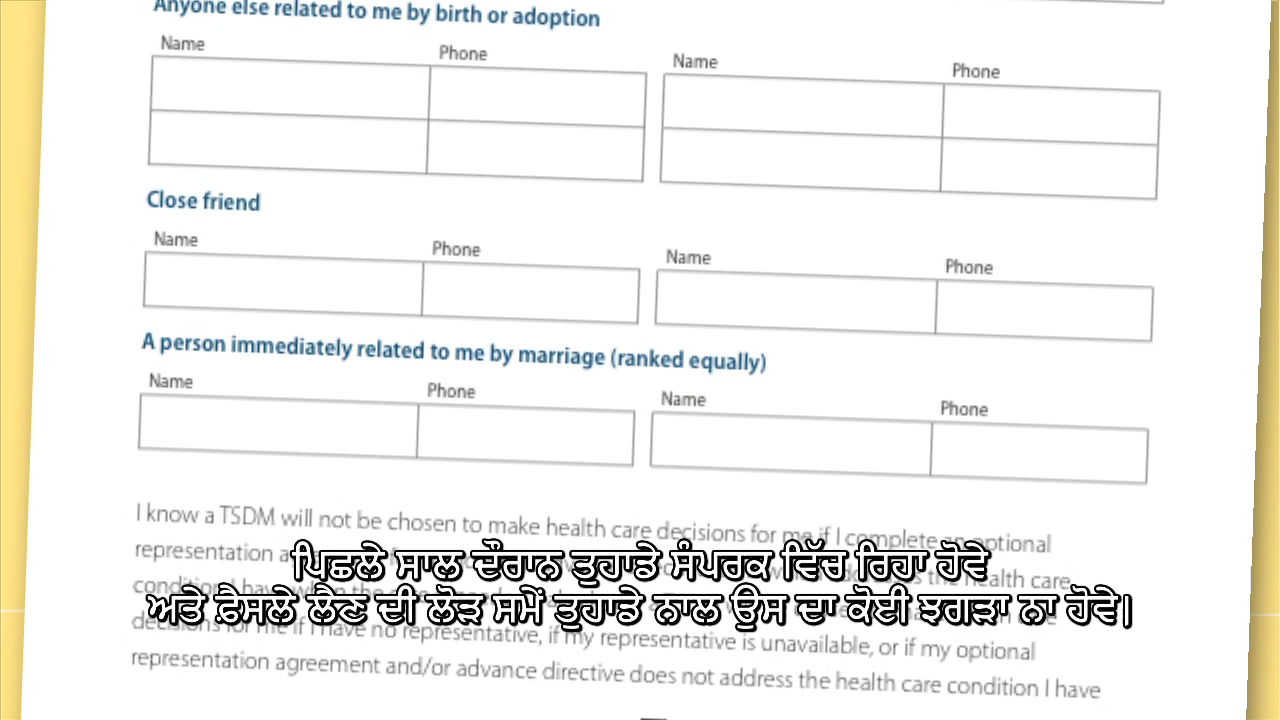 Anyone else related to me by birth or adoption
Name Phone Name Phone
Close friend
Name Phone Name Phone
A person immediately related to me by marriage (ranked equally)
Name Phone Name Phone
I know a TSDM will not be chosen to make health care decisions for me if I complete an optional
representation
ਪਿਛਲੇ ਸਾਲ ਦੌਰਾਨ ਤੁਹਾਡੇ ਸੰਪਰਕ ਵਿੱਚ ਰਿਹਾ ਹੋਵੇ
the health care
ਅਤੇ ਫ਼ੈਸਲੇ ਲੈਣ ਦੀ ਲੋੜ ਸਮੇਂ ਤੁਹਾਡੇ ਨਾਲ ਉਸ ਦਾ ਕੋਈ ਝਗੜਾ ਨਾ ਹੋਵੇ।
decisions for me if I have no representative, if my representative is unavailable, or if my optional
representation agreement and/or advance directive does not address the health care condition I have